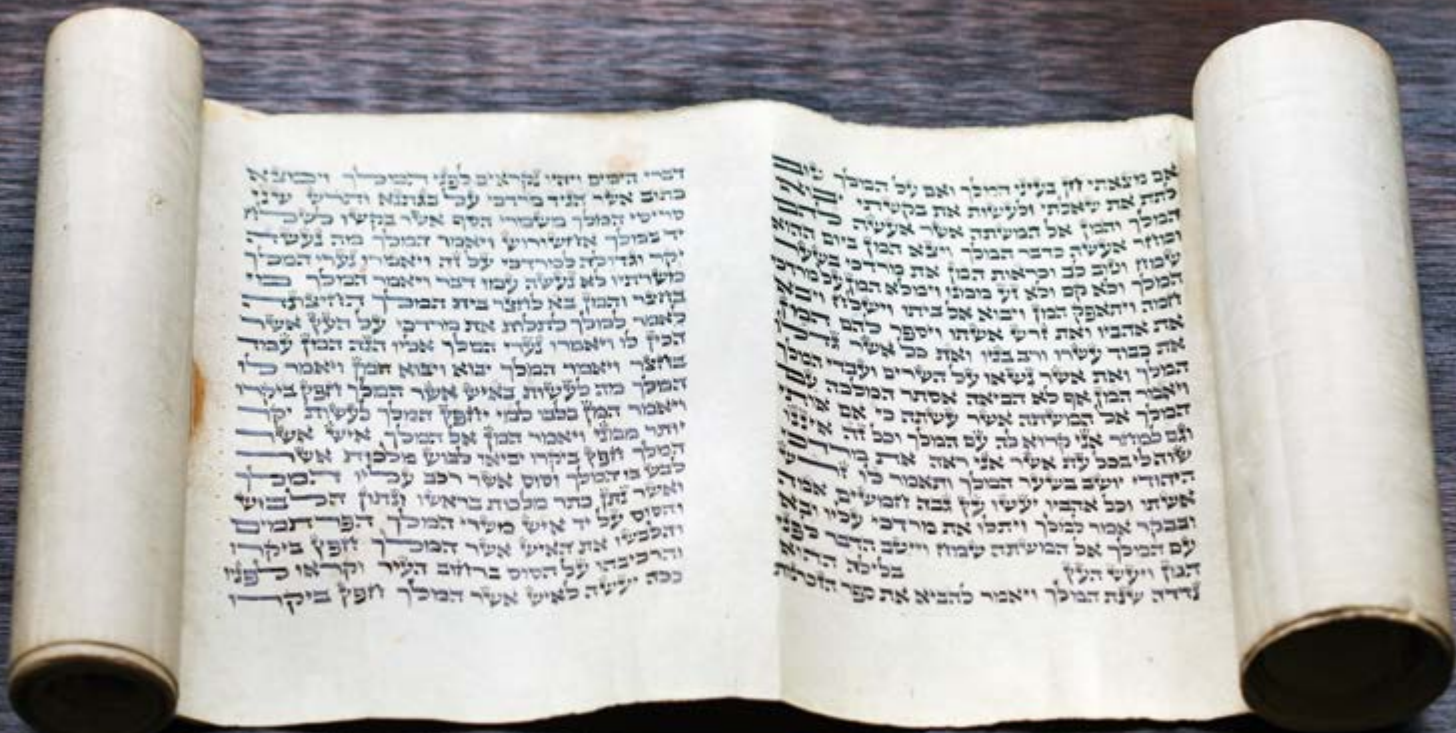 אם מצאתי חן בעיני המלך ואם על המלך טוב
לתת את שאלתי ולעשות את בקשתי יבוא
המלך והמן אל המשתה אשר אעשה להם
ומחר אעשה כדבר המלך ויצא המן ביום ההוא
שמח וטוב לב וכראות המן את מרדכי בשער
המלך ולא קם ולא זע ממנו וימלא המן על מרדכי
חמה ויתאפק המן ויבוא אל ביתו וישלח ויבא
את אהביו ואת זרש אשתו ויספר להם המן
את כבוד עשרו ורב בניו ואת כל אשר גדלו
המלך ואת אשר נשאו על השרים ועבדי המלך
ויאמר המן אף לא הביאה אסתר המלכה עם
המלך אל המשתה אשר עשתה כי אם אותי
וגם למחר אני קרוא לה עם המלך וכל זה איננו
שוה לי בכל עת אשר אני ראה את מרדכי
היהודי יושב בשער המלך ותאמר לו זרש
אשתו וכל אהביו יעשו עץ גבה חמשים אמה
ובבקר אמר למלך ויתלו את מרדכי עליו ובא
עם המלך אל המשתה שמח וייטב הדבר לפני
המן ויעש העץ בלילה ההוא
נדדה שנת המלך ויאמר להביא את ספר הזכרנות
דברי הימים ויהיו נקראים לפני המלך וימצא
כתוב אשר הגיד מרדכי על בגתנא ותרש שני
סריסי המלך משמרי הסף אשר בקשו לשלח
יד במלך אחשורוש ויאמר המלך מה נעשה
יקר וגדולה למרדכי על זה ויאמרו נערי המלך
משרתיו לא נעשה עמו דבר ויאמר המלך מי
בחצר והמן בא לחצר בית המלך החיצונה
לאמר למלך לתלות את מרדכי על העץ אשר
הכין לו ויאמרו נערי המלך אליו הנה המן עמד
בחצר ויאמר המלך יבוא ויבוא המן ויאמר לו
המלך מה לעשות באיש אשר המלך חפץ ביקרו
ויאמר המן בלבו למי יחפץ המלך לעשות יקר
יותר ממני ויאמר המן אל המלך איש אשר
המלך חפץ ביקרו יביאו לבוש מלכות אשר
לבש בו המלך וסוס אשר רכב עליו המלך
ואשר נתן כתר מלכות בראשו ונתון הלבוש
והסוס על יד איש משרי המלך הפרתמים
והלבשו את האיש אשר המלך חפץ ביקרו
והרכיבהו על הסוס ברחוב העיר וקראו לפניו
ככה יעשה לאיש אשר המלך חפץ ביקרו